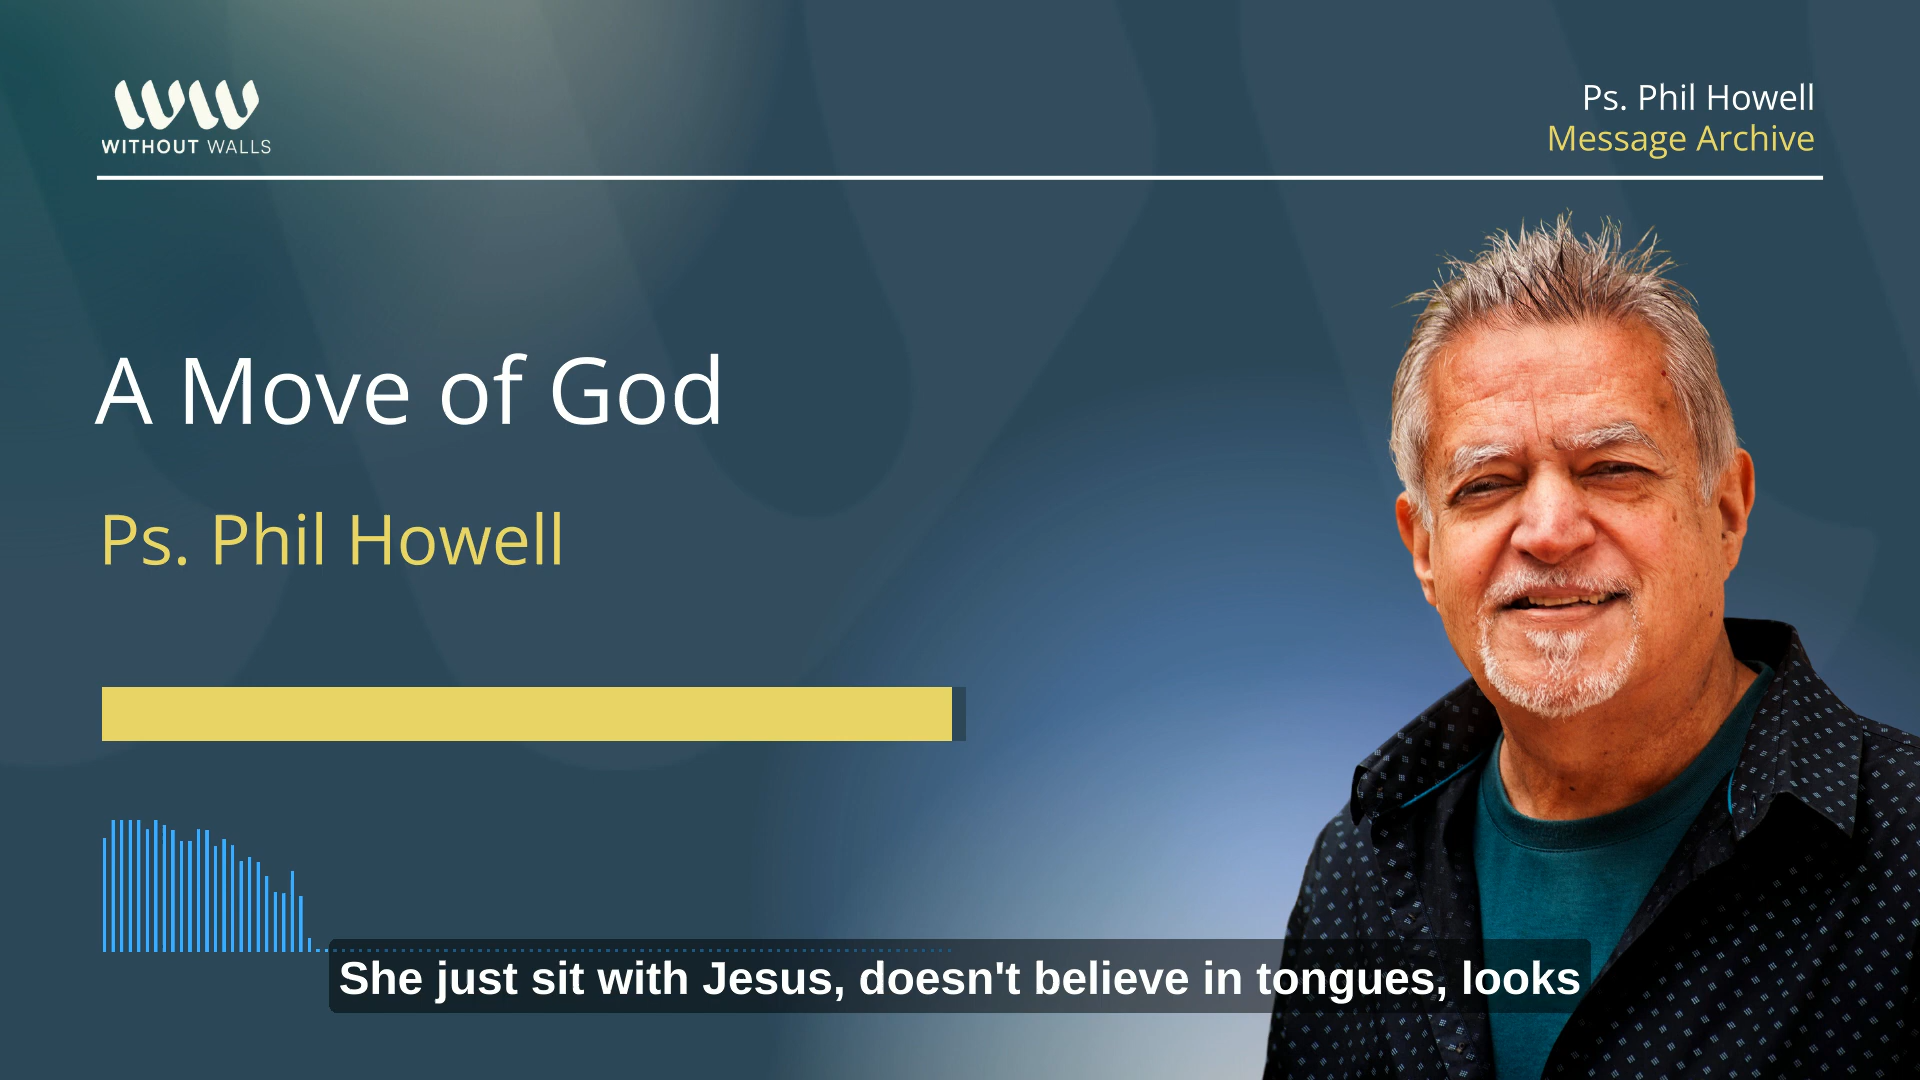 WITHOUT WALLS
Ps. Phil Howell
Message Archive
A Move of God
Ps. Phil Howell
She just sit with Jesus, doesn't believe in tongues, looks